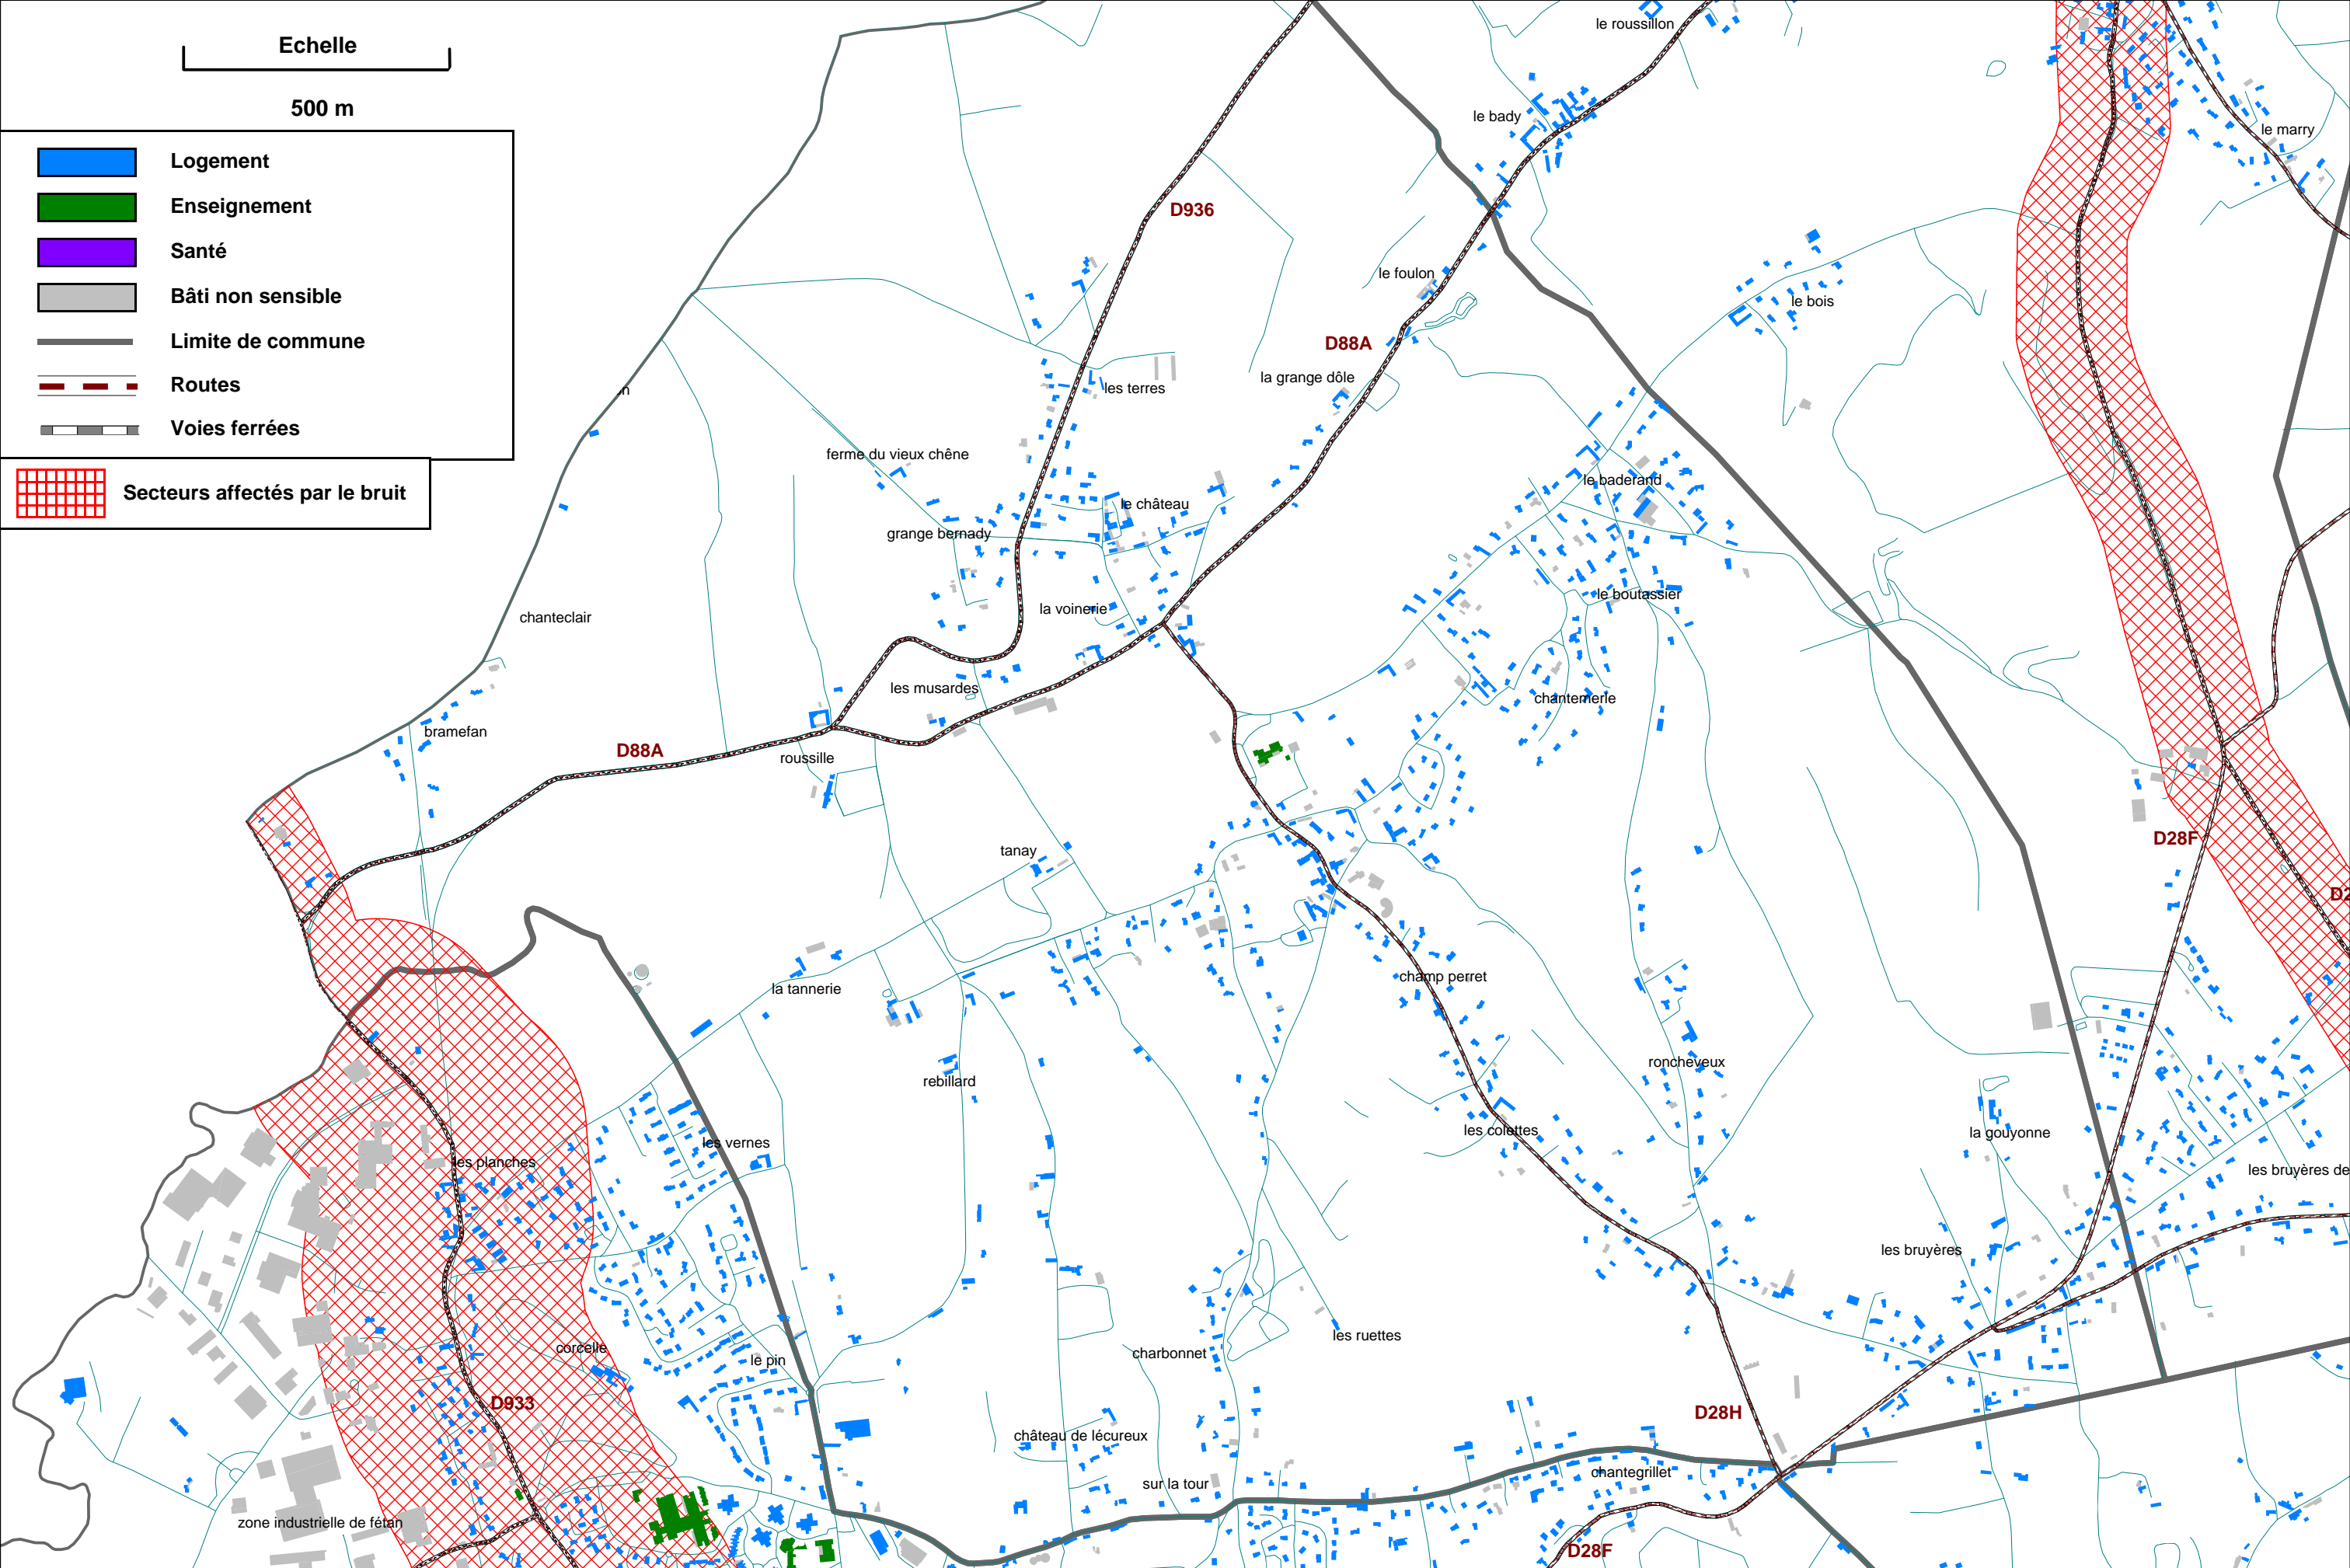 Echelle
500 m
Logement
Enseignement
Santé
Bâti non sensible
Limite de commune
Routes
Voies ferrées
Secteurs affectés par le bruit
le roussillon
le bady
le marry
D936
le foulon
le bois
D88A
la grange dôle
les terres
ferme du vieux chêne
le baderand
le château
grange bernady
le boutassier
la voinerie
chanteclair
les musardes
chantemerle
bramefan
D88A
roussille
D28F
tanay
champ perret
la tannerie
roncheveux
rebillard
les colettes
la gouyonne
les vernes
les planches
les bruyères de
les bruyères
les ruettes
corcelle
charbonnet
le pin
D933
D28H
château de lécureux
chantegrillet
sur la tour
zone industrielle de fétan
D28F